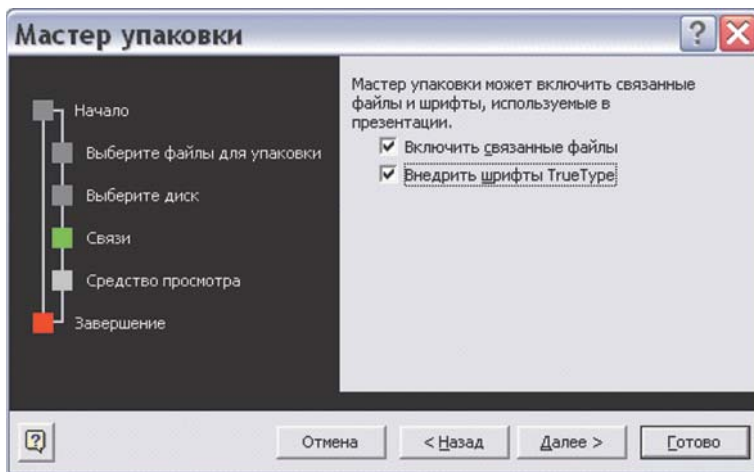 Мастер упаковки
Начало
Выберите файлы для упаковки
Выберите диск
Связи
Средство просмотра
Завершение
Мастер упаковки может включить связанные
файлы и шрифты, используемые в
презентации.
Включить связанные файлы
Внедрить шрифты TrueType
Отмена
< Назад
Далее >
Готово